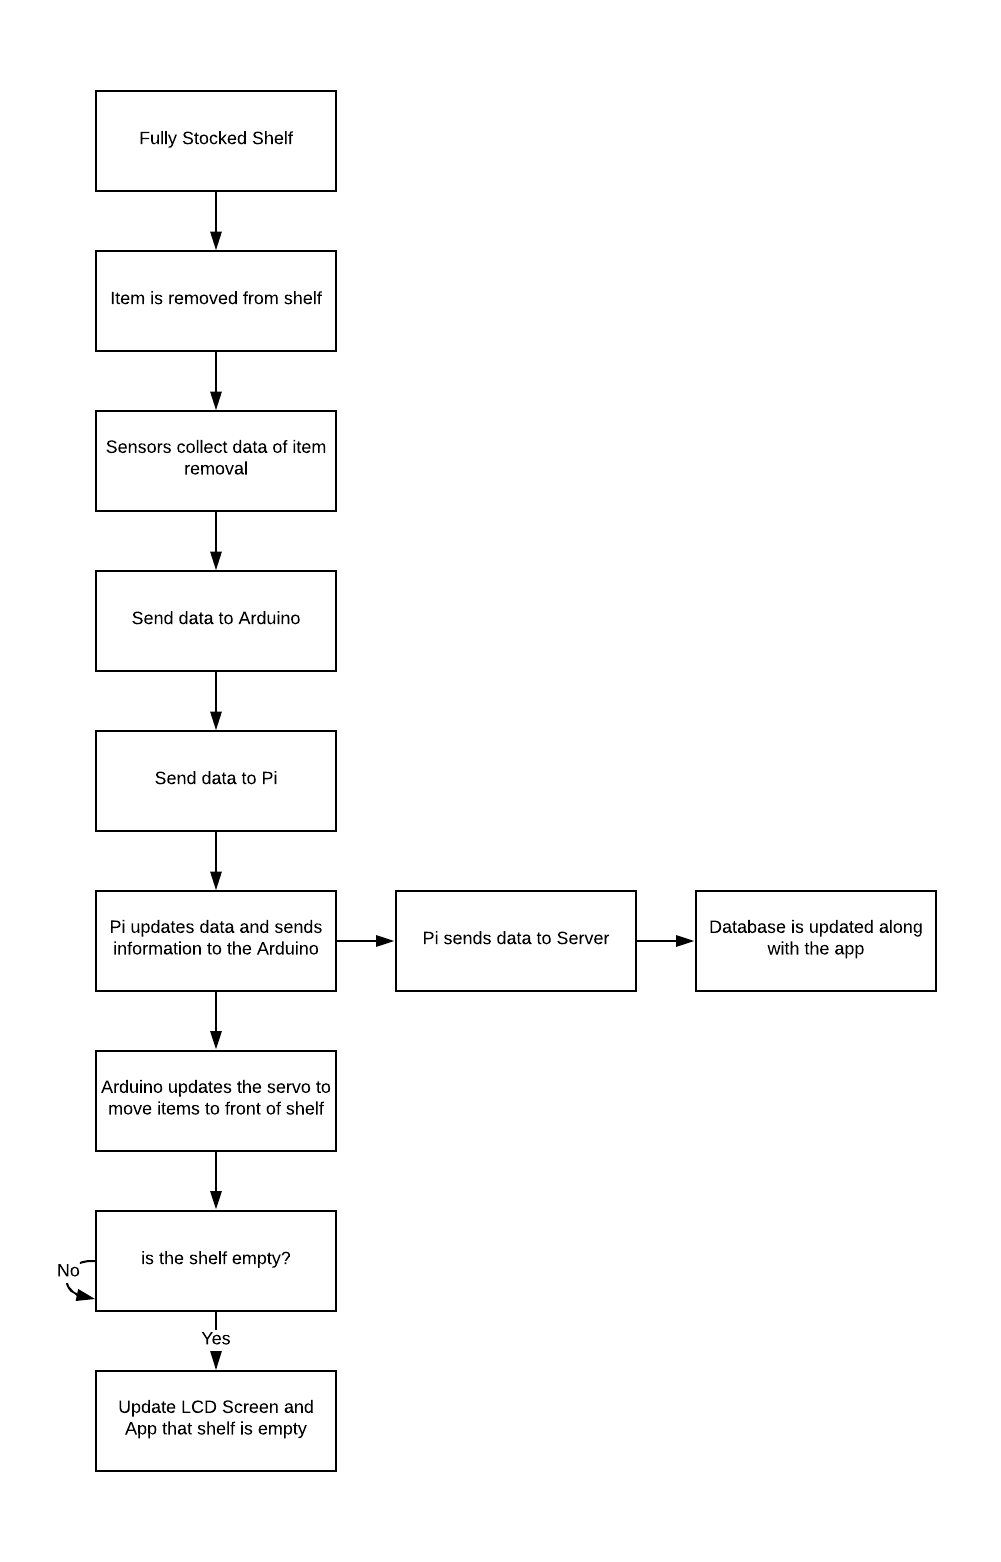 Fully Stocked Shelf
Item is removed from shelf
Sensors collect data of item
removal
Send data to Arduino
Send data to Pi
Pi updates data and sends
information to the Arduino
Pi sends data to Server
Database is updated along
with the app
Arduino updates the servo to
move items to front of shelf
is the shelf empty?
No
Yes
Update LCD Screen and
App that shelf is empty